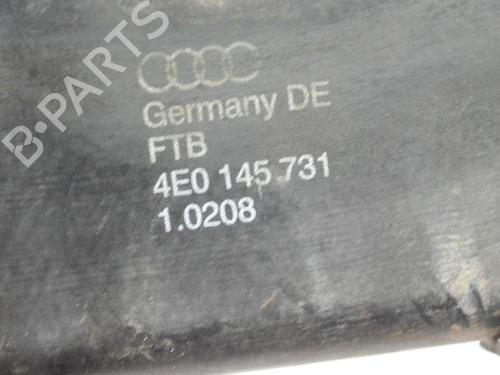 B-PARTS
Germany DE
FTB
4E0 145 731
1.0208